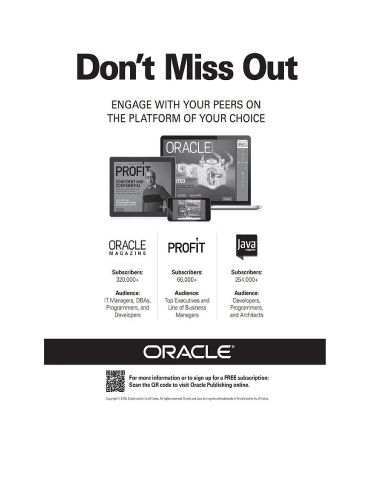 Don't Miss Out
ENGAGE WITH YOUR PEERS ON
THE PLATFORM OF YOUR CHOICE
ORACLE
PROFIT
ORACLE
MAGAZINE
PROFIT
Java
magazine
Subscribers:
320,000+
Subscribers:
66,000+
Subscribers:
254,000+
Audience:
IT Managers, DBAs,
Programmers, and
Developers
Audience:
Top Executives and
Line of Business
Managers
Audience:
Developers,
Programmers,
and Architects
ORACLE®
For more information or to sign up for a FREE subscription:
Scan the QR code to visit Oracle Publishing online.